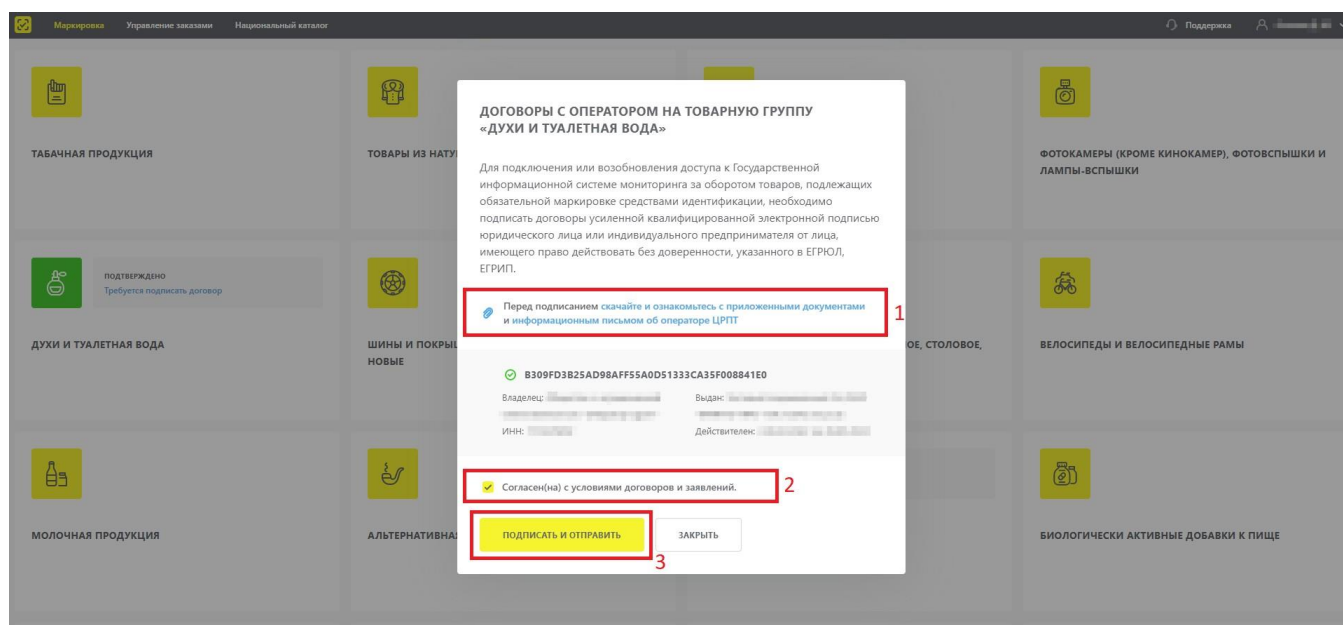 Маркировка Управление заказами Национальный каталог Поддержка
ДОГОВОРЫ С ОПЕРАТОРОМ НА ТОВАРНУЮ ГРУППУ
«ДУХИ И ТУАЛЕТНАЯ ВОДА»
ТАБАЧНАЯ ПРОДУКЦИЯ
ТОВАРЫ ИЗ
ФОТОКАМЕРЫ (КРОМЕ КИНОКАМЕР), ФОТОВСПЫШКИ И
ЛАМПЫ-ВСПЫШКИ
Для подключения или возобновления доступа к Государственной
информационной системе мониторинга за оборотом товаров, подлежащих
обязательной маркировке средствами идентификации, необходимо
подписать договоры усиленной квалифицированной электронной подписью
юридического лица или индивидуального предпринимателя от лица,
имеющего право действовать без доверенности, указанного в ЕГРЮЛ,
ЕГРИП.
ПОДТВЕРЖДЕНО
Требуется подписать договор
Перед подписанием скачайте и ознакомьтесь с приложенными документами
и информационным письмом об операторе ЦРПТ
1
ДУХИ И ТУАЛЕТНАЯ ВОДА
ШИНЫ И
НОВЫЕ
СТОЛОВОЕ,
ВЕЛОСИПЕДЫ И ВЕЛОСИПЕДНЫЕ РАМЫ
B309FD3B25AD98AFF55A0D51333CA35F008841E0
Владелец: Выдан:
ИНН: Действителен:
Согласен(на) с условиями договоров и заявлений.
2
ПОДПИСАТЬ И ОТПРАВИТЬ
ЗАКРЫТЬ
3
МОЛОЧНАЯ ПРОДУКЦИЯ
БИОЛОГИЧЕСКИ АКТИВНЫЕ ДОБАВКИ К ПИЩЕ